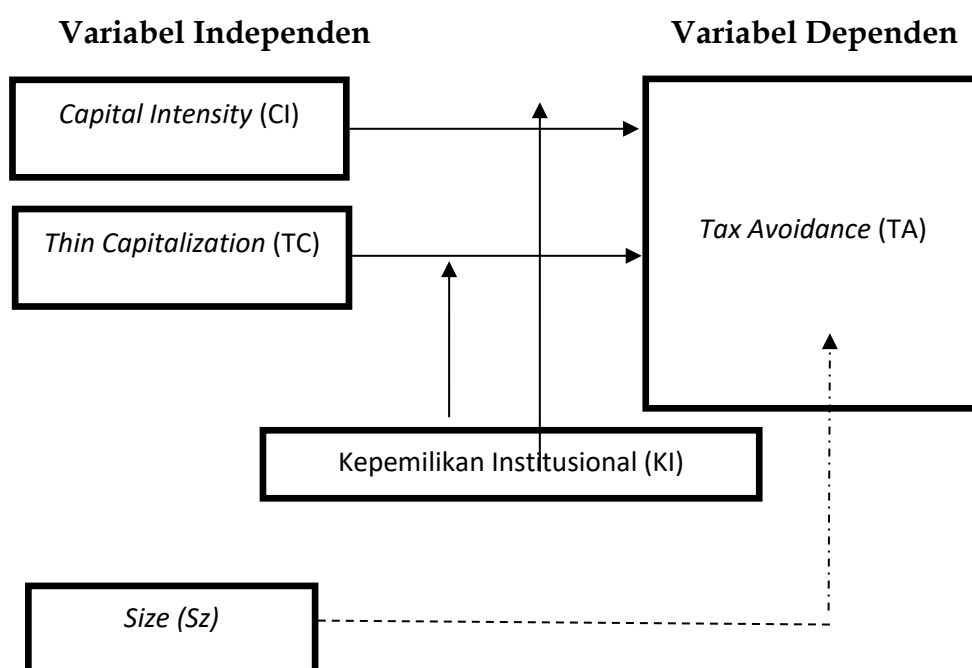 Variabel Independen
Variabel Dependen
Capital Intensity (CI)
Thin Capitalization (TC)
Tax Avoidance (TA)
Kepemilikan Institusional (KI)
Size (Sz)